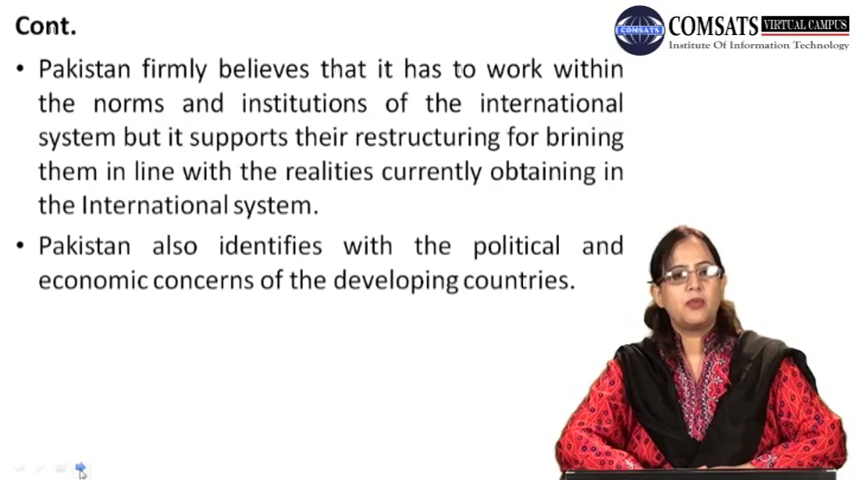 Cont.
COMSATS VIRTUAL CAMPUS
Institute Of Information Technology
COMSATS
• Pakistan firmly believes that it has to work within
the norms and institutions of the international
system but it supports their restructuring for brining
them in line with the realities currently obtaining in
the International system.
• Pakistan also identifies with the political and
economic concerns of the developing countries.